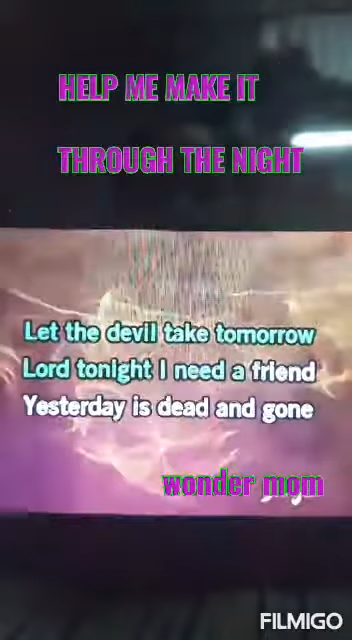 HELP ME MAKE IT
THROUGH THE NIGHT
Let the devil take tomorrow
Lord tonight I need a friend
Yesterday is dead and gone
wonder mom
FILMIGO